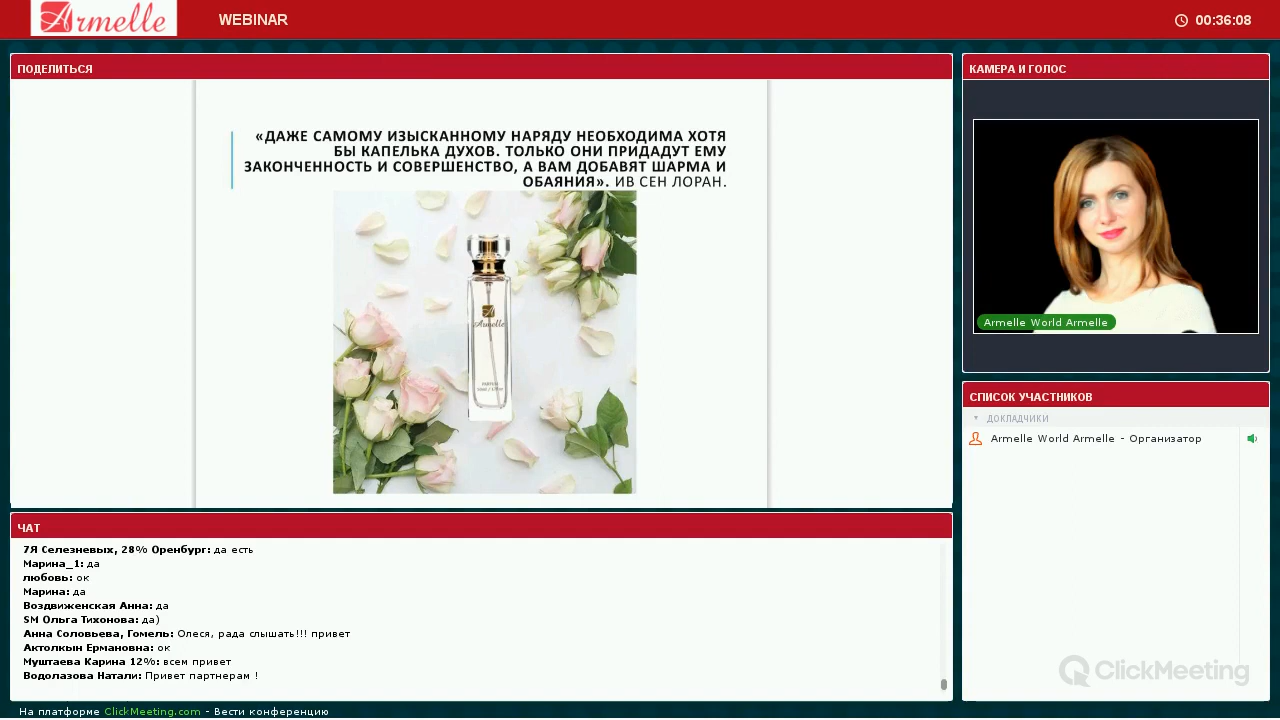 Armelle
WEBINAR
00:36:08
ПОДЕЛИТЬСЯ
«ДАЖЕ САМОМУ ИЗЫСКАННОМУ НАРЯДУ НЕОБХОДИМА ХОТЯ
БЫ КАПЕЛЬКА ДУХОВ. ТОЛЬКО ОНИ ПРИДАДУТ ЕМУ
ЗАКОНЧЕННОСТЬ И СОВЕРШЕНСТВО, А ВАМ ДОБАВЯТ ШАРМА И
ОБАЯНИЯ». ИВ СЕН ЛОРАН.
Armelle
КАМЕРА И ГОЛОС
Armelle World Armelle
СПИСОК УЧАСТНИКОВ
ДОКЛАДЧИКИ
Armelle World Armelle - Организатор
ClickMeeting
ЧАТ
7Я Селезневых, 28% Оренбург: да есть
Марина_1: да
любовь: ок
Марина: да
Воздвиженская Анна: да
SM Ольга Тихонова: да)
Анна Соловьева, Гомель: Олеся, рада слышать!!! привет
Актолкын Ермановна: ок
Муштаева Карина 12%: всем привет
Водолазова Натали: Привет партнерам !
На платформе ClickMeeting.com - Вести конференцию